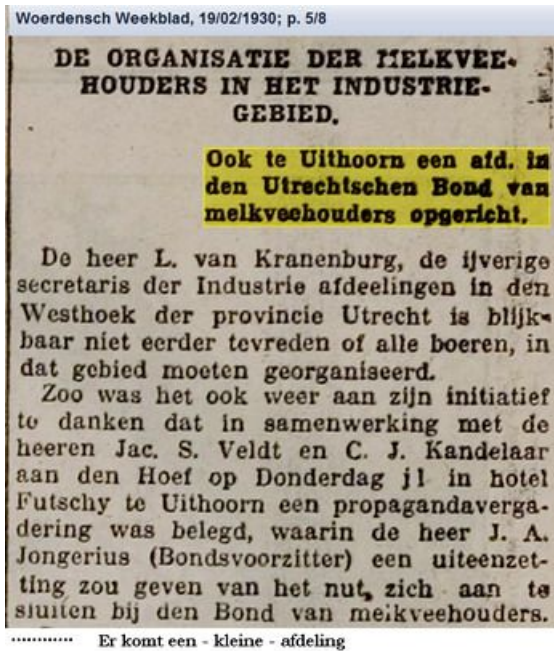 Woerdensch Weekblad, 19/02/1930; p. 5/8
DE ORGANISATIE DER MELKVEE-
HOUDERS IN HET INDUSTRIE-
GEBIED.
Ook te Uithoorn een afd. in
den Utrechtschen Bond van
melkveehouders opgericht.
De heer L. van Kranenburg, de ijverige
secretaris der Industrie afdeelingen in den
Westhoek der provincie Utrecht is blijk-
baar niet eerder tevreden of alle boeren, in
dat gebied moeten georganiseerd.
Zoo was het ook weer aan zijn initiatief
te danken dat in samenwerking met de
heeren Jac. S. Veldt en C. J. Kandelaar
aan den Hoef op Donderdag jl in hotel
Futschy te Uithoorn een propagandaverga-
dering was belegd, waarin de heer J. A.
Jongerius (Bondsvoorzitter) een uiteenzet-
ting zou geven van het nut, zich aan te
sluiten bij den Bond van melkveehouders.
............ Er komt een - kleine - afdeling